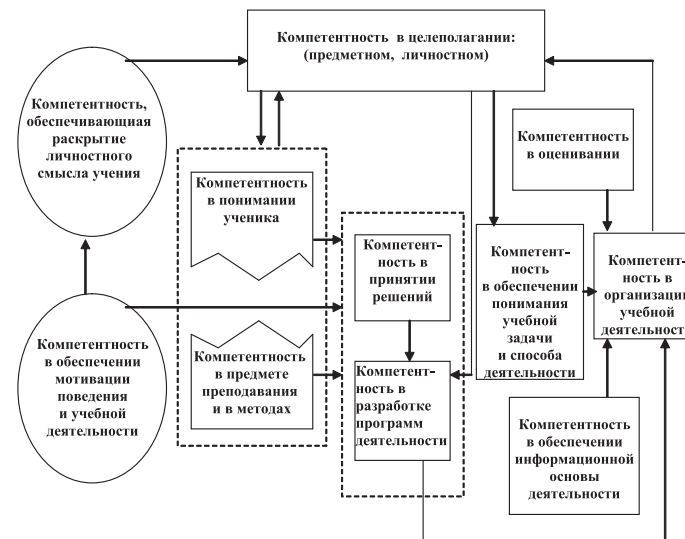 Компетентность в целеполагании:
(предметном, личностном)
Компетентность,
обеспечивающиая
раскрытие
личностного
смысла учения
Компетентность
в понимании
ученика
Компетентность
в оценивании
Компетент-
ность в
принятии
решений
Компетент-
ность
в обеспечении
понимания
учебной
задачи
и способа
деятельности
Компетент-
ность в
организации
учебной
деятельност
Компетентность
в обеспечении
мотивации
поведения
и учебной
деятельности
Компетентность
в предмете
преподавания
и в методах
Компетент-
ность в
разработке
программ
деятельности
Компетентность
в обеспечении
информационной
основы
деятельности